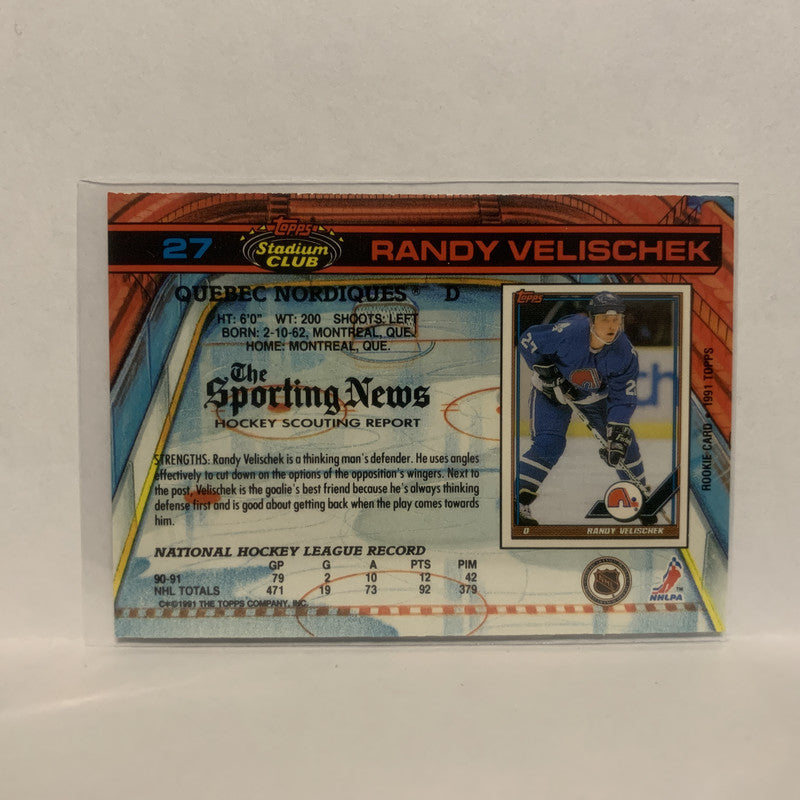 27
Topps
Stadium
CLUB
RANDY VELISCHEK
QUEBEC NORDIQUES® D
HT: 6'0" WT: 200 SHOOTS: LEFT
BORN: 2-10-62, MONTREAL, QUE.
HOME: MONTREAL, QUE.
The
Sporting News
HOCKEY SCOUTING REPORT
STRENGTHS: Randy Velischek is a thinking man's defender. He uses angles
effectively to cut down on the options of the opposition's wingers. Next to
the post, Velischek is the goalie's best friend because he's always thinking
defense first and is good about getting back when the play comes towards
him.
Topps
27
0 RANDY VELISCHEK
ROOKIE CARD • 1991 TOPPS
NATIONAL HOCKEY LEAGUE RECORD
GP G A PTS PIM
90-91 79 2 10 12 42
NHL TOTALS 471 19 73 92 379
C*©1991 THE TOPPS COMPANY, INC.
NHL
NHLPA
TM